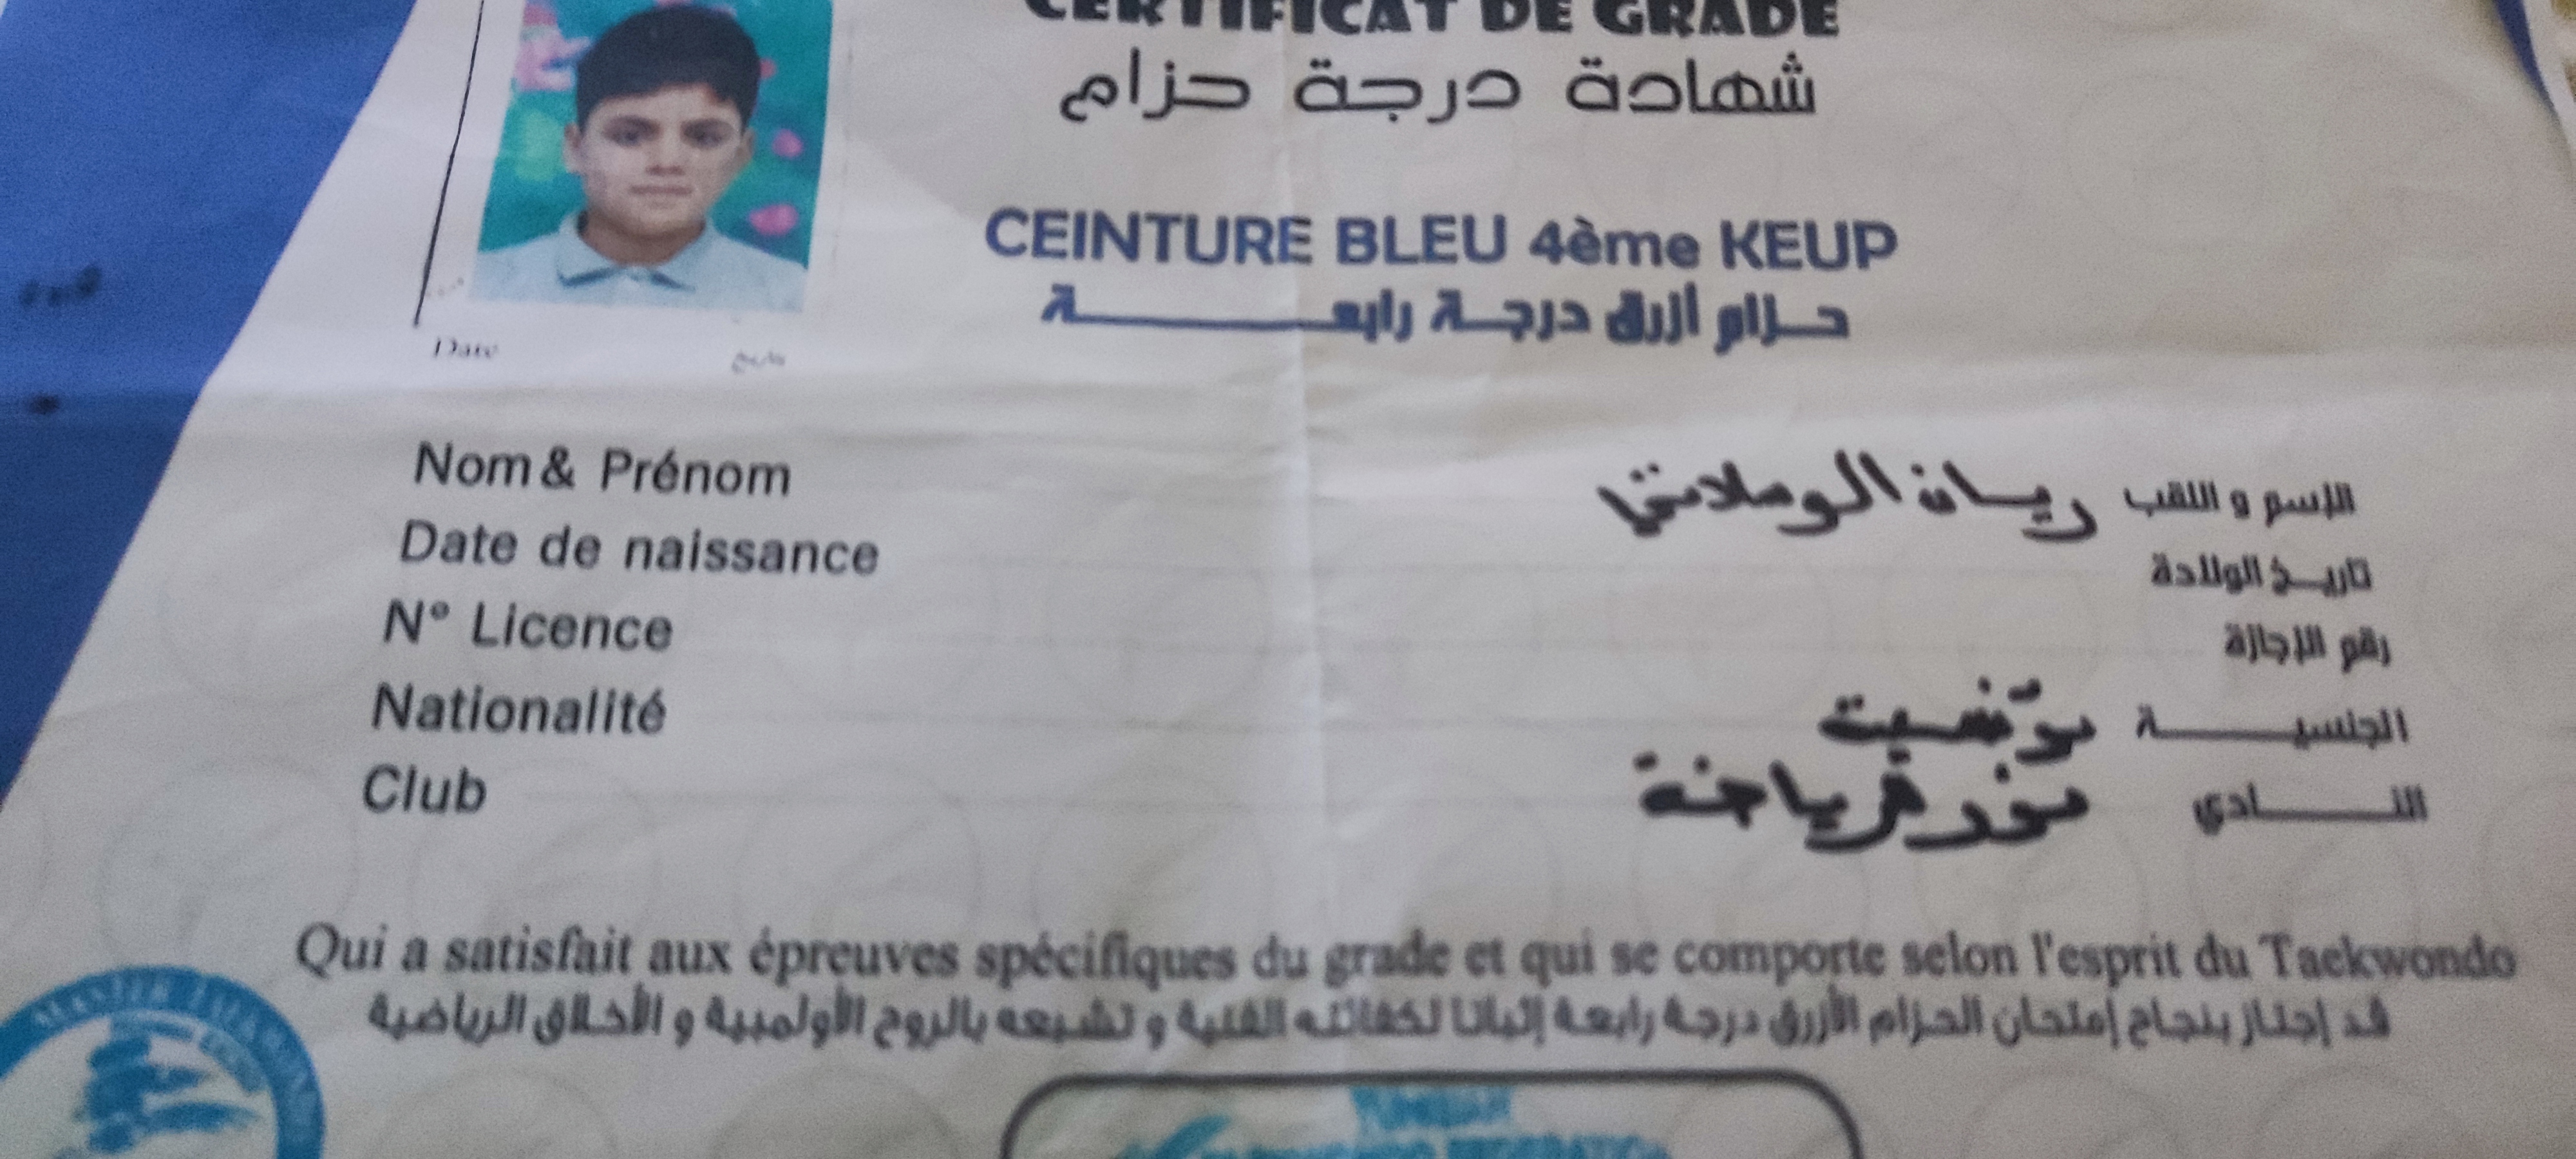 CERTIFICAT DE GRADE
شهادة درجة حزام
CEINTURE BLEU 4ème KEUP
حزام أزرق درجة رابعة
Date تاريخ
Nom & Prénom ريان الوسلاتي الإسم و اللقب
Date de naissance تاريخ الولادة
N° Licence رقم الإجازة
Nationalité تونسية الجنسية
Club النادي
Qui a satisfait aux épreuves spécifiques du grade et qui se comporte selon l'esprit du Taekwondo
قد إجتاز بنجاح إمتحان الحزام الأزرق درجة رابعة إثباتا لكفائته الفنية و تشبعه بالروح الأولمبية و الأخلاق الرياضية